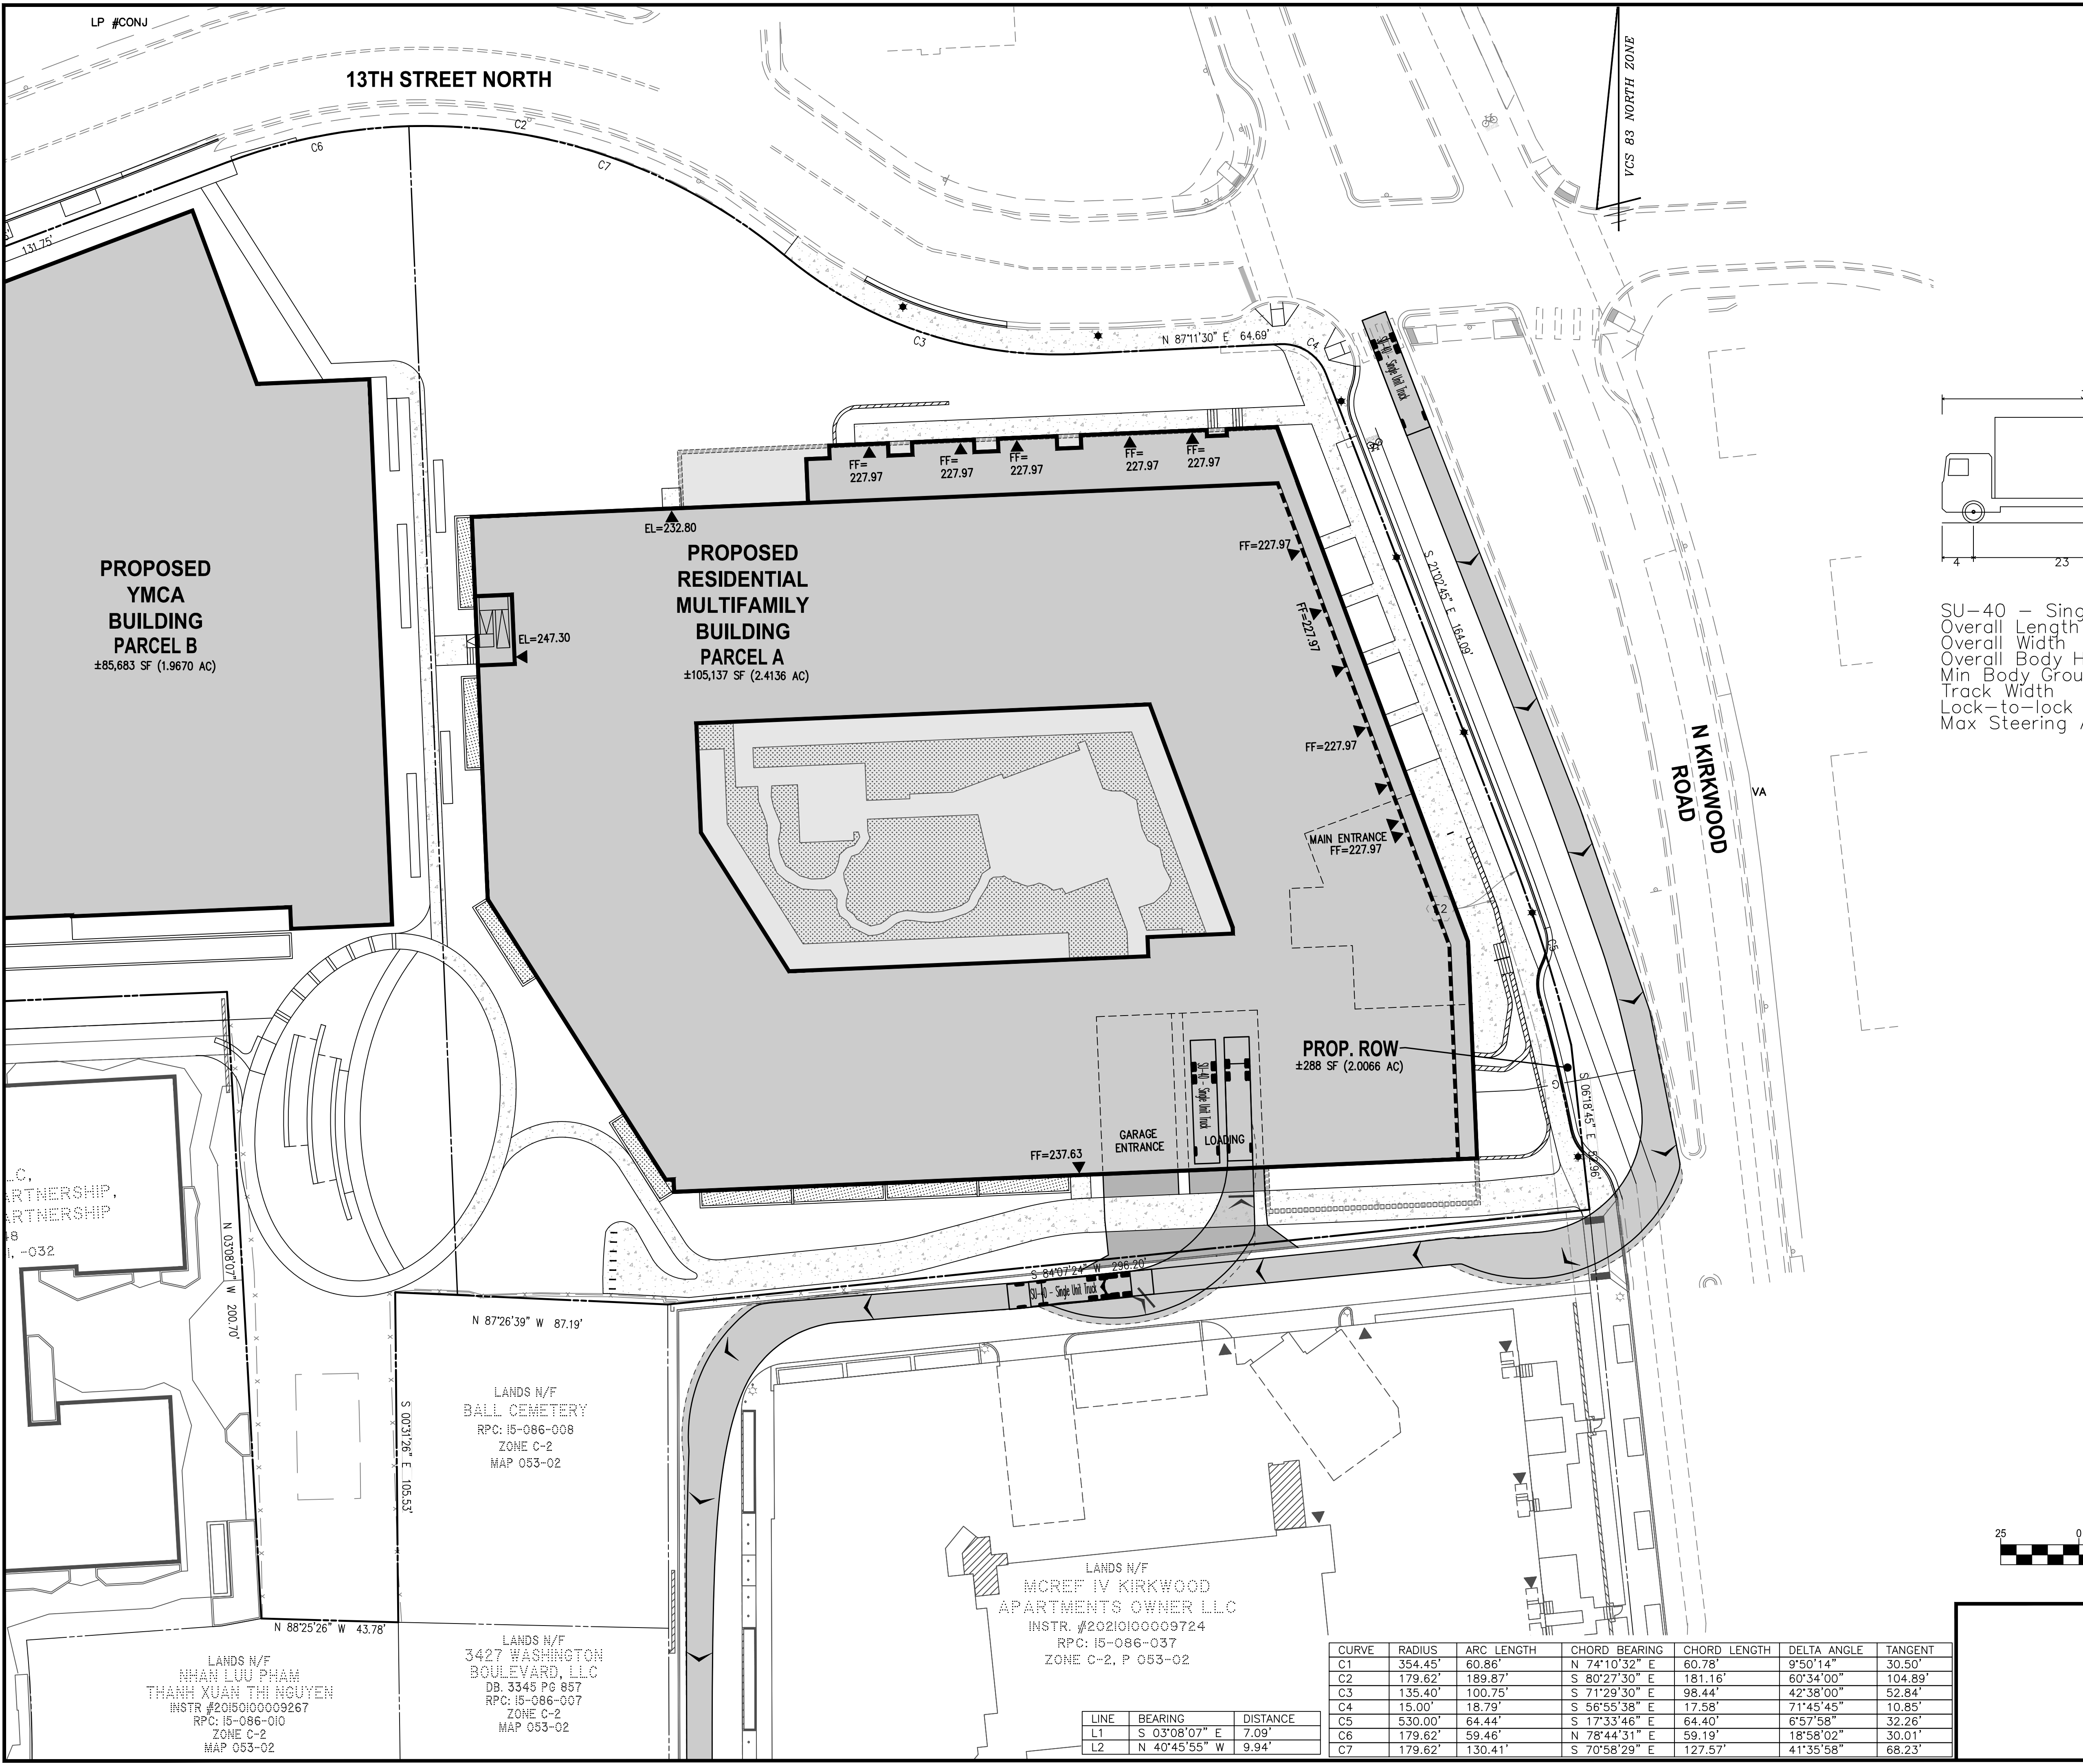 LP #CONJ
13TH STREET NORTH
VCS 83 NORTH ZONE
C6
C2
C7
131.75'
C3
N 87°11'30" E 64.69'
C4
SU-40 - Single Unit Truck
FF=
227.97
FF=
227.97
FF=
227.97
FF=
227.97
FF=
227.97
EL=232.80
PROPOSED
RESIDENTIAL
MULTIFAMILY
BUILDING
PARCEL A
±105,137 SF (2.4136 AC)
PROPOSED
YMCA
BUILDING
PARCEL B
±85,683 SF (1.9670 AC)
EL=247.30
FF=227.97
FF=227.97
FF=227.97
S 21°02'45" E 164.09'
MAIN ENTRANCE
FF=227.97
N KIRKWOOD
ROAD
VA
4
23
SU-40 - Sing
Overall Length
Overall Width
Overall Body H
Min Body Grou
Track Width
Lock-to-lock
Max Steering
C5
PROP. ROW
±288 SF (2.0066 AC)
G
S 06°18'45" E 52.96'
SU-40 - Single Unit Truck
GARAGE
ENTRANCE
LOADING
FF=237.63
S 84°07'24" W 296.20'
SU-40 - Single Unit Truck
LC,
ARTNERSHIP,
ARTNERSHIP
-032
N 03°08'07" W 200.70'
N 87°26'39" W 87.19'
S 00°31'26" E 105.53'
LANDS N/F
BALL CEMETERY
RPC: 15-086-008
ZONE C-2
MAP 053-02
N 88°25'26" W 43.78'
LANDS N/F
NHAN LUU PHAM
THANH XUAN THI NGUYEN
INSTR #20150100009267
RPC: 15-086-010
ZONE C-2
MAP 053-02
LANDS N/F
3427 WASHINGTON
BOULEVARD, LLC
DB. 3345 PG 857
RPC: 15-086-007
ZONE C-2
MAP 053-02
LANDS N/F
MCREF IV KIRKWOOD
APARTMENTS OWNER LLC
INSTR. #20210100009724
RPC: 15-086-037
ZONE C-2, P 053-02
25 0
LINE BEARING DISTANCE
L1 S 03°08'07" E 7.09'
L2 N 40°45'55" W 9.94'
CURVE RADIUS ARC LENGTH CHORD BEARING CHORD LENGTH DELTA ANGLE TANGENT
C1 354.45' 60.86' N 74°10'32" E 60.78' 9°50'14" 30.50'
C2 179.62' 189.87' S 80°27'30" E 181.16' 60°34'00" 104.89'
C3 135.40' 100.75' S 71°29'30" E 98.44' 42°38'00" 52.84'
C4 15.00' 18.79' S 56°55'38" E 17.58' 71°45'45" 10.85'
C5 530.00' 64.44' S 17°33'46" E 64.40' 6°57'58" 32.26'
C6 179.62' 59.46' N 78°44'31" E 59.19' 18°58'02" 30.01'
C7 179.62' 130.41' S 70°58'29" E 127.57' 41°35'58" 68.23'